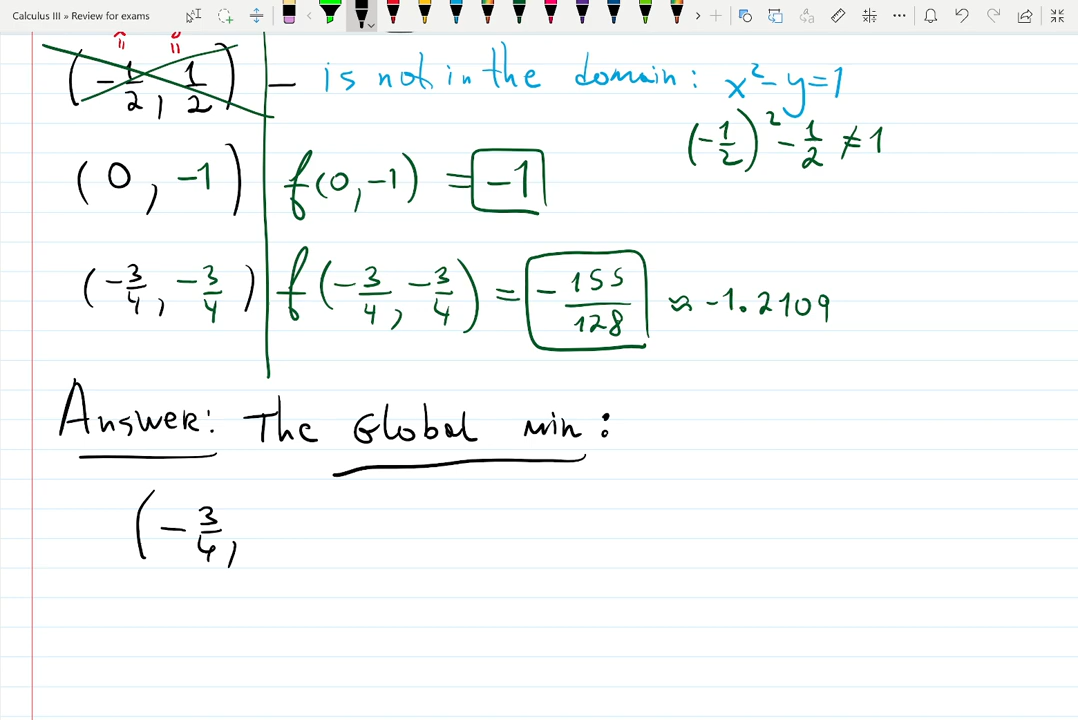 Calculus III » Review for exams
(-1/2, 1/2) – is not in the domain: x² - y = 1
(-1/2)² - 1/2 ≠ 1
(0, -1) f(0, -1) = -1
(-3/4, -3/4) f(-3/4, -3/4) = -155/128 ≈ -1.2109
Answer: The Global min:
(-3/4,